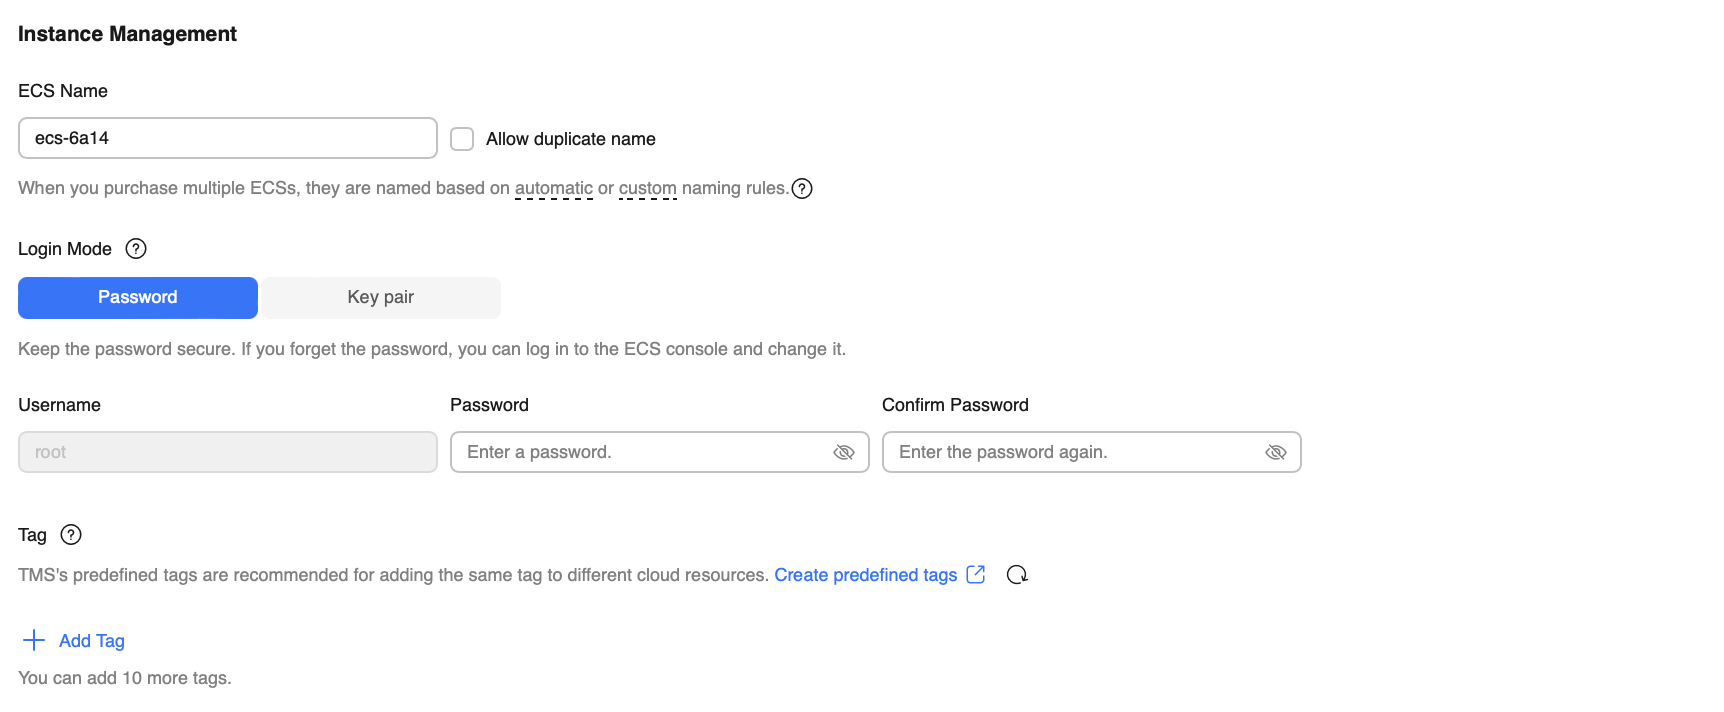 Instance Management
ECS Name
ecs-6a14
Allow duplicate name
When you purchase multiple ECSs, they are named based on automatic or custom naming rules.
Login Mode
Password
Key pair
Keep the password secure. If you forget the password, you can log in to the ECS console and change it.
Username
Password
Confirm Password
root
Enter a password.
Enter the password again.
Tag
TMS's predefined tags are recommended for adding the same tag to different cloud resources. Create predefined tags
Add Tag
You can add 10 more tags.